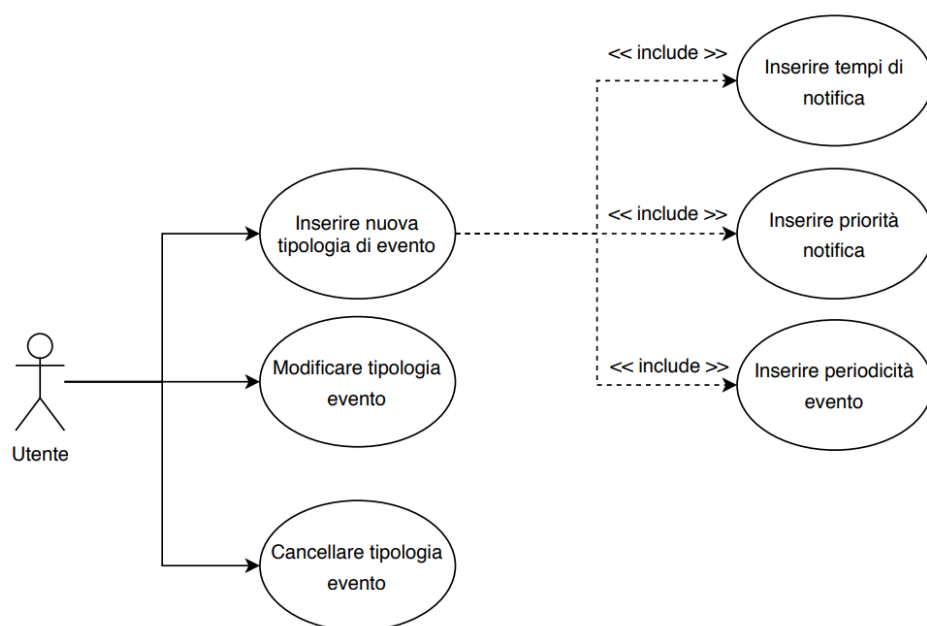 << include >>
Inserire tempi di
notifica
Inserire nuova
tipologia di evento
<< include >>
Inserire priorità
notifica
Modificare tipologia
evento
<< include >>
Inserire periodicità
evento
Utente
Cancellare tipologia
evento